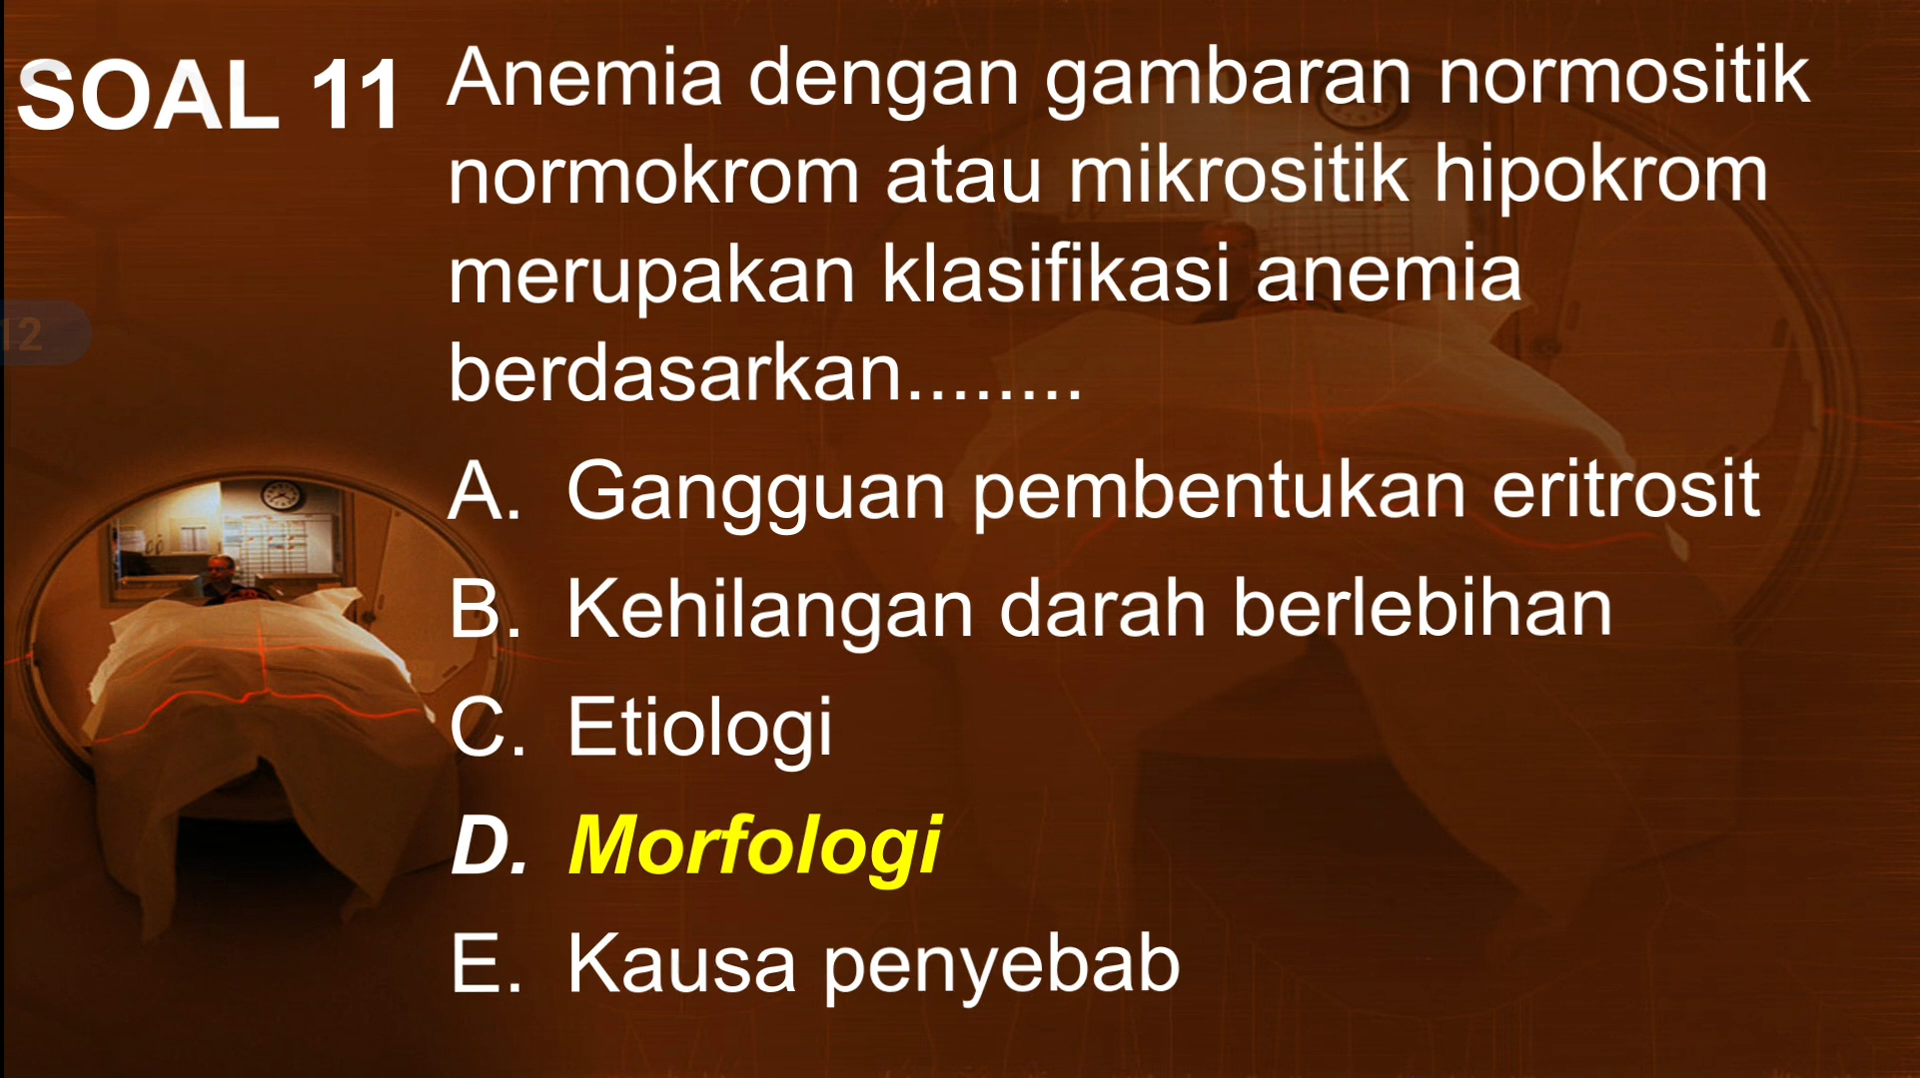 SOAL 11
Anemia dengan gambaran normositik
normokrom atau mikrositik hipokrom
merupakan klasifikasi anemia
berdasarkan........
12
A. Gangguan pembentukan eritrosit
B. Kehilangan darah berlebihan
C. Etiologi
D. Morfologi
E. Kausa penyebab